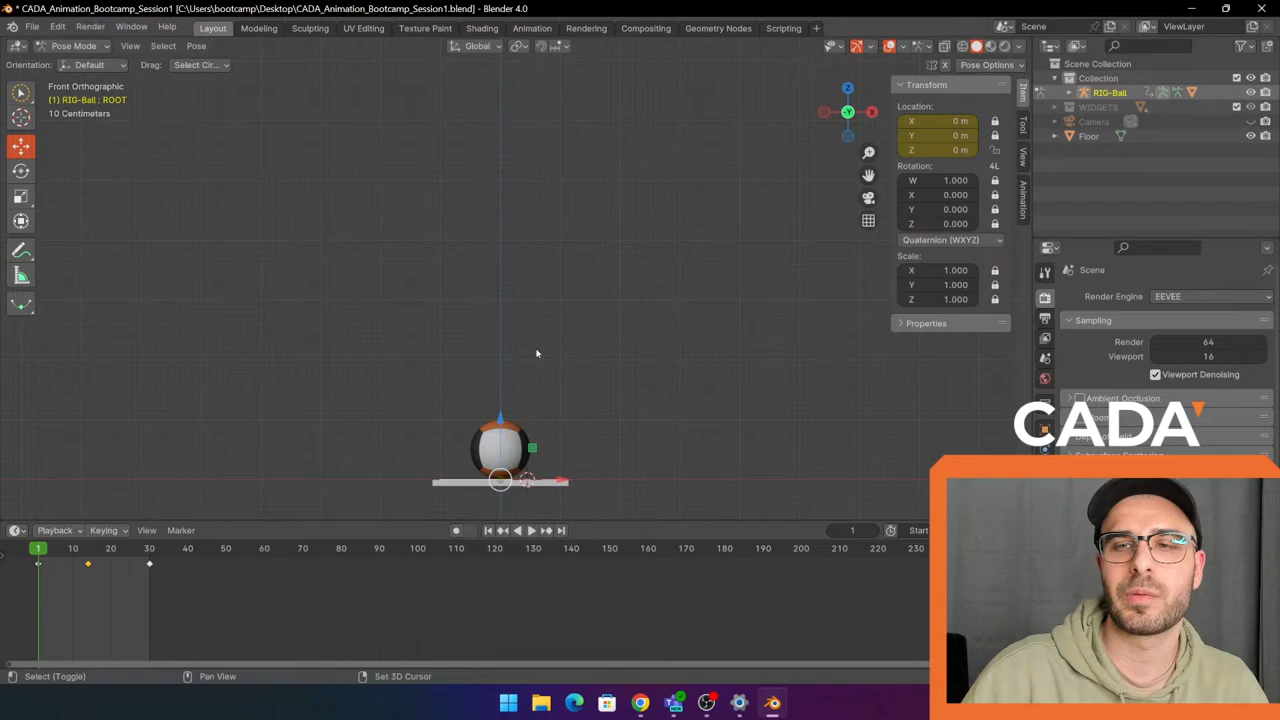 * CADA_Animation_Bootcamp_Session1 [C:\Users\bootcamp\Desktop\CADA_Animation_Bootcamp_Session1.blend] - Blender 4.0
File Edit Render Window Help Layout Modeling Sculpting UV Editing Texture Paint Shading Animation Rendering Compositing Geometry Nodes Scripting + Scene ViewLayer
Pose Mode View Select Pose Global
Orientation: Default Drag: Select Cir... X Pose Options
Front Orthographic
(1) RIG-Ball : ROOT
10 Centimeters
Z
-Y
X
Transform
Location:
X 0 m
Y 0 m
Z 0 m
Rotation: 4L
W 1.000
X 0.000
Y 0.000
Z 0.000
Quaternion (WXYZ)
Scale:
X 1.000
Y 1.000
Z 1.000
Properties
Item
Tool
View
Animation
Scene Collection
Collection
RIG-Ball
WIDGETS
Camera
Floor
Scene
Render Engine EEVEE
Sampling
Render 64
Viewport 16
Viewport Denoising
Ambient Occlusion
CADA
Playback Keying View Marker 1 Start
1 10 20 30 40 50 60 70 80 90 100 110 120 130 140 150 160 170 180 190 200 210 220 230
Select (Toggle) Pan View Set 3D Cursor
NEW